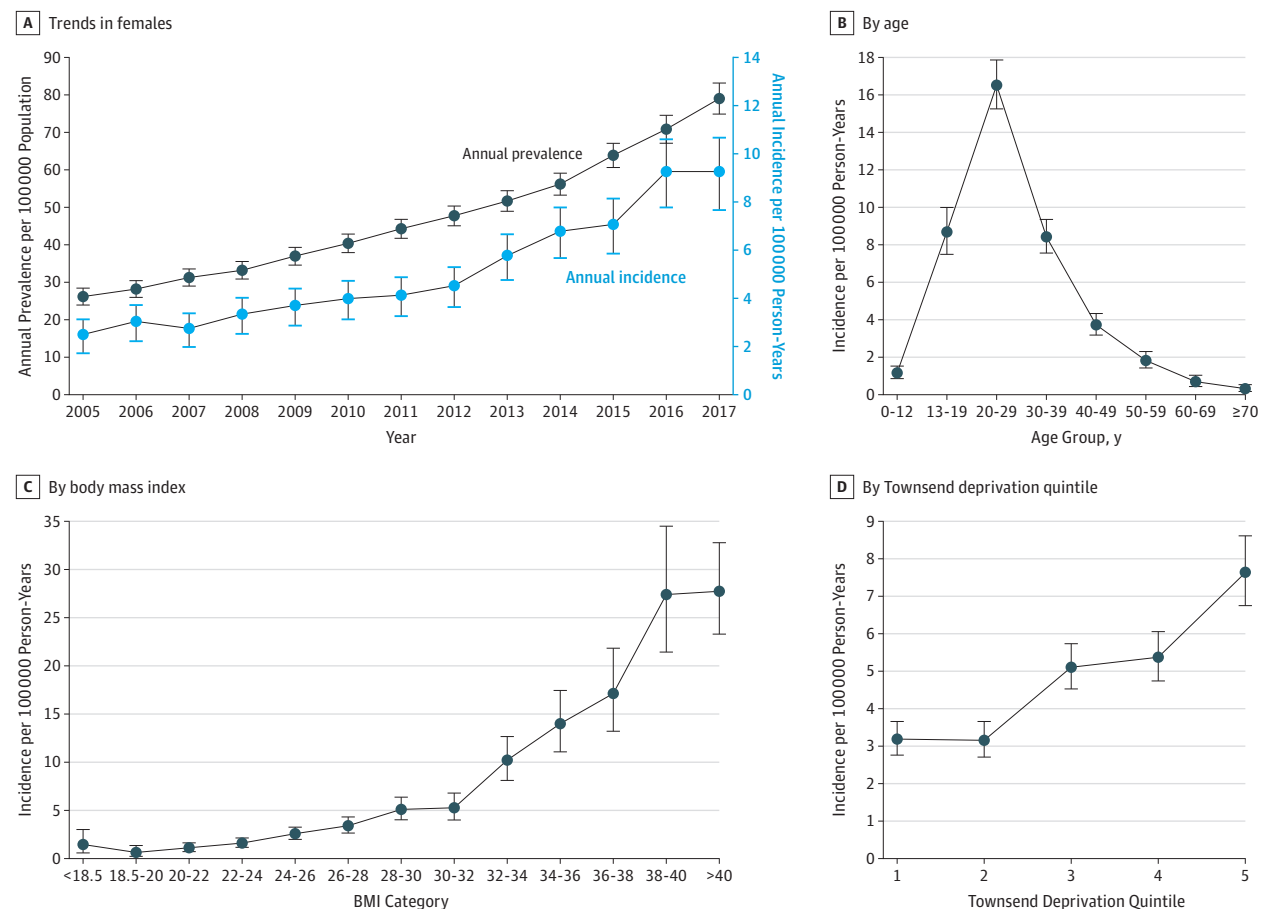 A Trends in females
Annual Prevalence per 100000 Population
90
80
70
60
50
40
30
20
10
0
14
12
10
8
6
4
2
0
Annual Incidence per 100000 Person-Years
Annual prevalence
Annual incidence
2005 2006 2007 2008 2009 2010 2011 2012 2013 2014 2015 2016 2017
Year
B By age
Incidence per 100000 Person-Years
18
16
14
12
10
8
6
4
2
0
0-12 13-19 20-29 30-39 40-49 50-59 60-69 ≥70
Age Group, y
C By body mass index
Incidence per 100000 Person-Years
35
30
25
20
15
10
5
0
<18.5 18.5-20 20-22 22-24 24-26 26-28 28-30 30-32 32-34 34-36 36-38 38-40 >40
BMI Category
D By Townsend deprivation quintile
Incidence per 100000 Person-Years
9
8
7
6
5
4
3
2
1
0
1 2 3 4 5
Townsend Deprivation Quintile